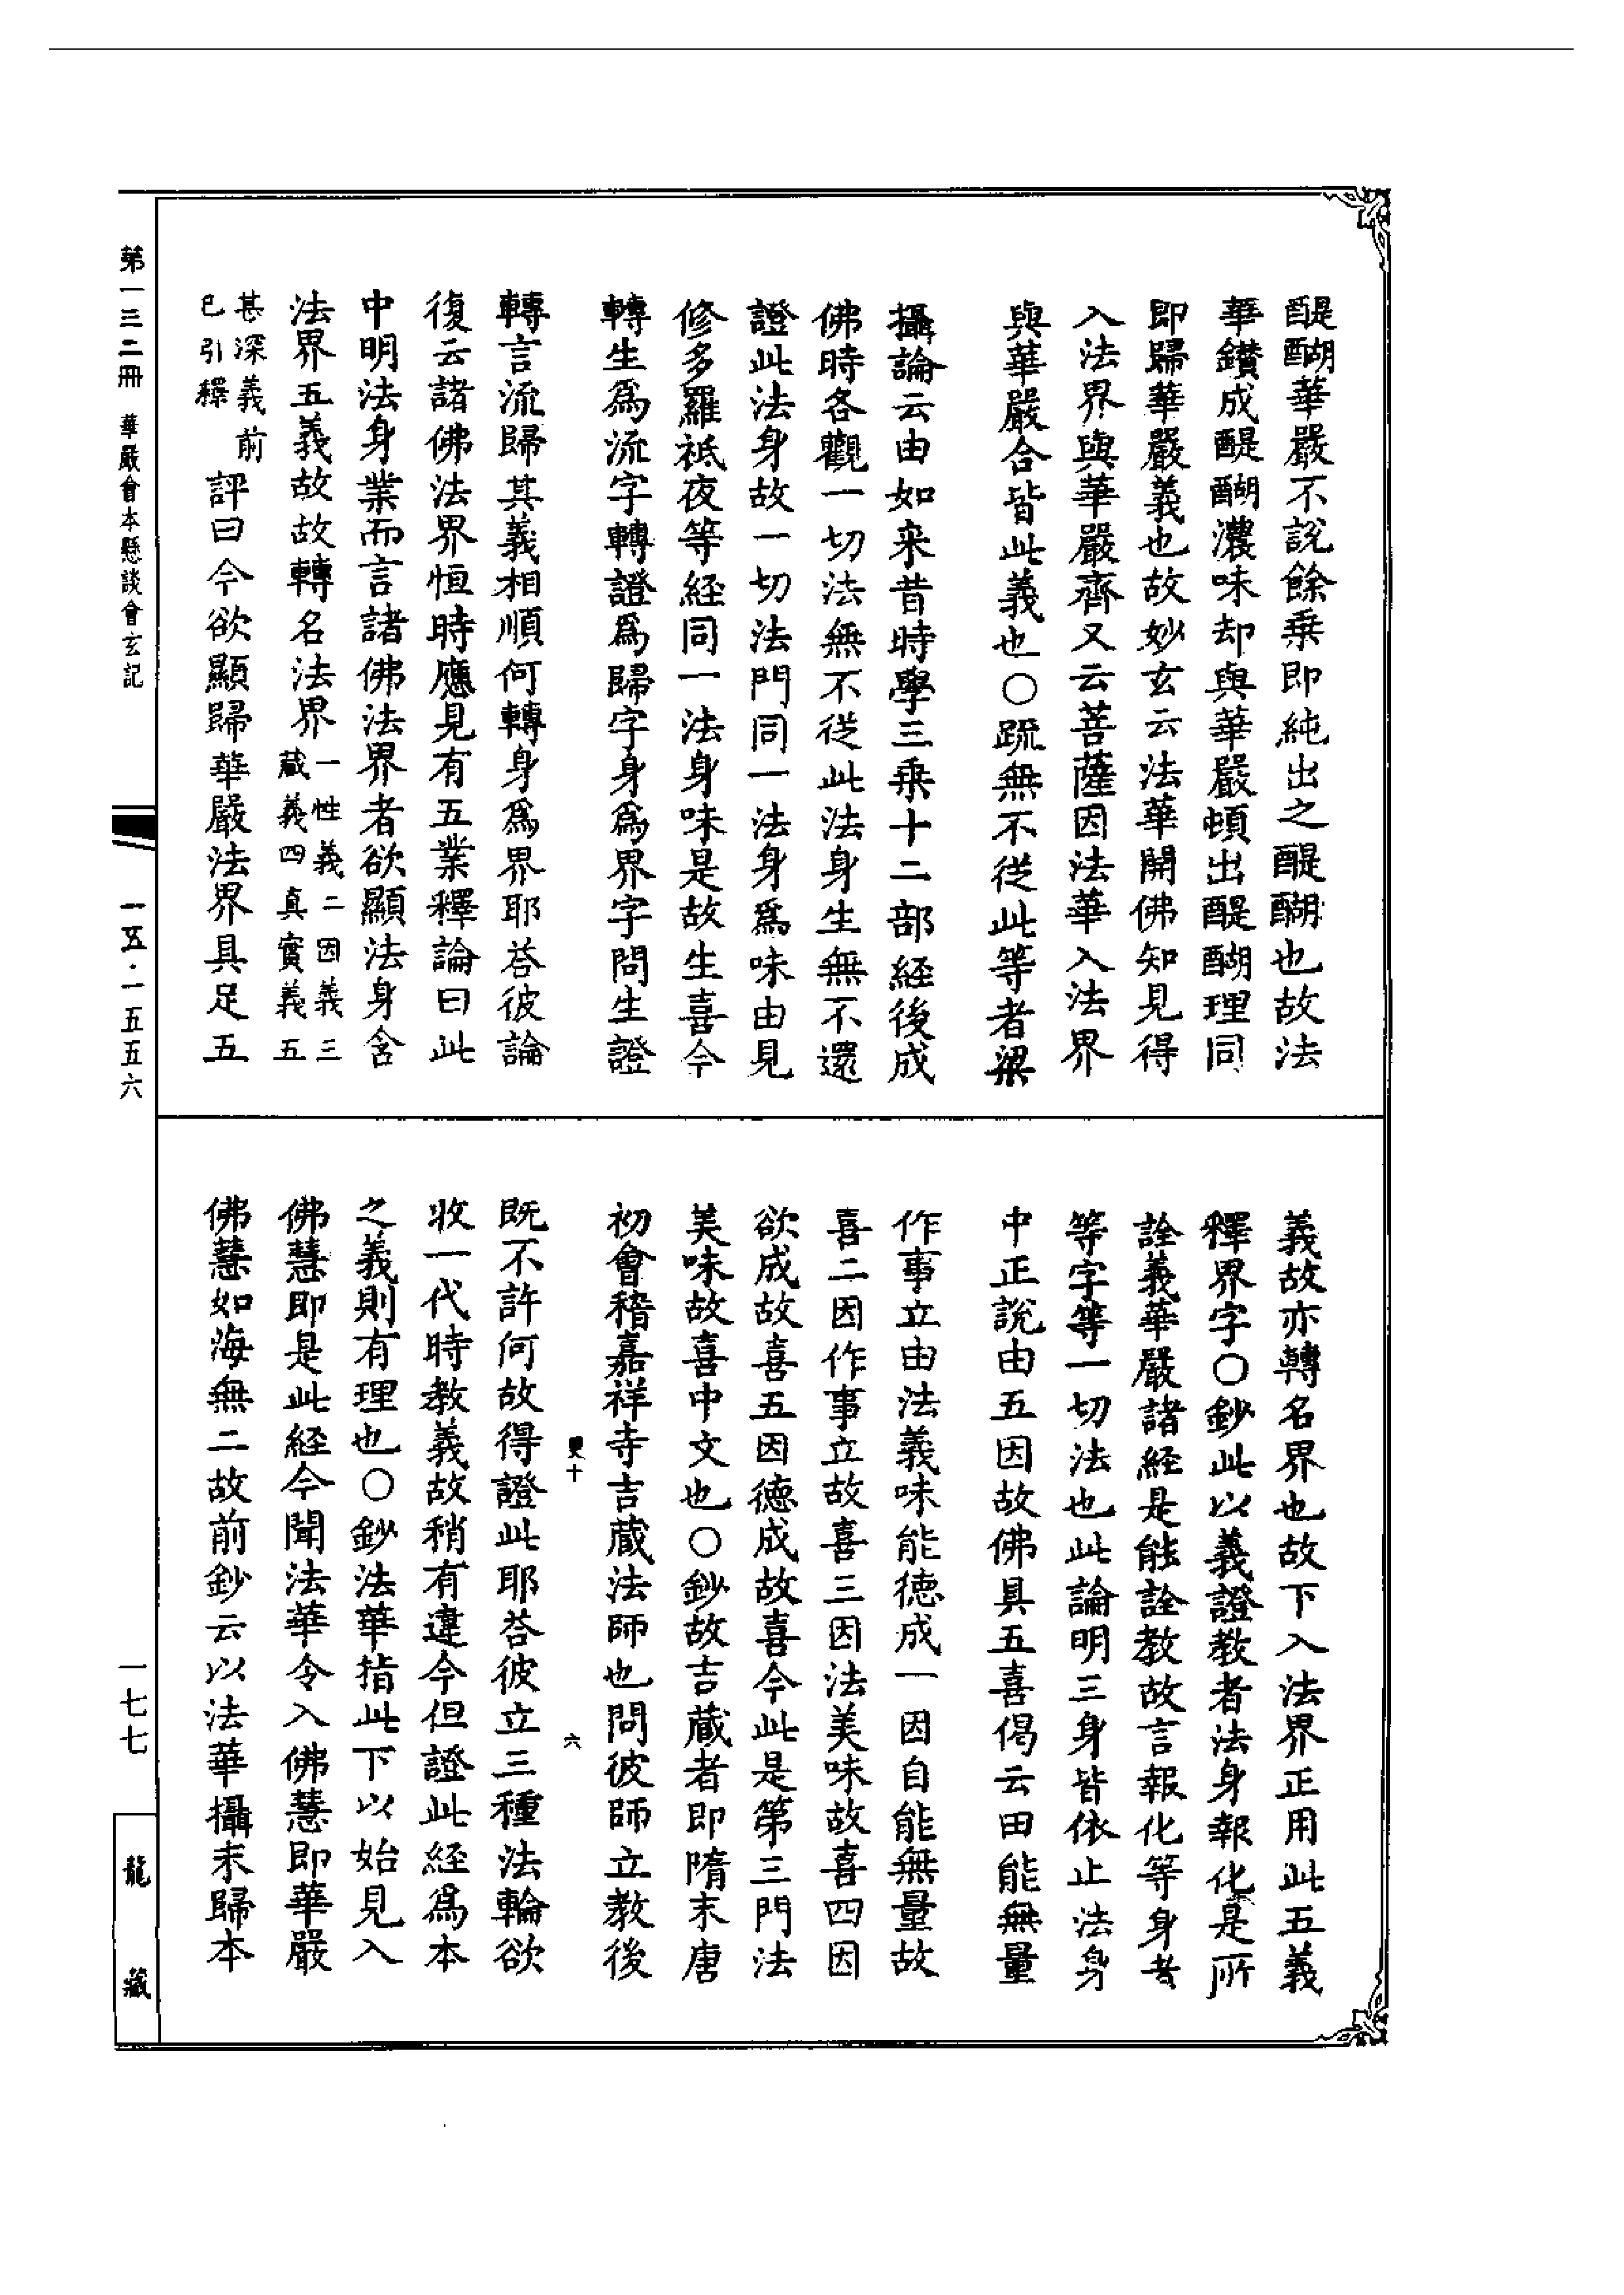 醍醐華嚴不說餘乗即純出之醍醐也故法
華鑚成醍醐濃味却與華嚴頓出醍醐理同
即歸華嚴義也故妙玄云法華開佛知見得
入法界與華嚴齊又云菩薩因法華入法界
與華嚴合皆此義也○䟽無不從此等者梁
攝論云由如来昔時學三乗十二部経後成
佛時各觀一切法無不從此法身生無不還
證此法身故一切法門同一法身爲味由見
修多羅祗夜等経同一法身味是故生喜今
轉生爲流字轉證爲歸字身爲界字問生證
轉言流歸其義相順何轉身爲界耶荅彼論
復云諸佛法界恒時應見有五業釋論曰此
中明法身業而言諸佛法界者欲顯法身含
法界五義故故轉名法界一性義二因義三
藏義四真實義五
甚深義前
已引釋
評曰今欲顯歸華嚴法界具足五
義故亦轉名界也故下入法界正用此五義
釋界字○鈔此以義證教者法身報化是所
詮義華嚴諸経是能詮教故言報化等身者
等字等一切法也此論明三身皆依止法身
中正說由五因故佛具五喜偈云田能無量
作事立由法義味能德成一因自能無量故
喜二因作事立故喜三因法美味故喜四因
欲成故喜五因德成故喜今此是第三門法
美味故喜中文也○鈔故吉藏者即隋末唐
初會稽嘉祥寺吉藏法師也問彼師立教後
既不許何故得證此耶荅彼立三種法輪欲
收一代時教義故稍有違今但證此経爲本
之義則有理也○鈔法華指此下以始見入
佛慧即是此経今聞法華令入佛慧即華嚴
佛慧如海無二故前鈔云以法華攝末歸本
十
六
第一三二冊 華嚴會本懸談會玄記
一五·一五五六
一七七
龍藏